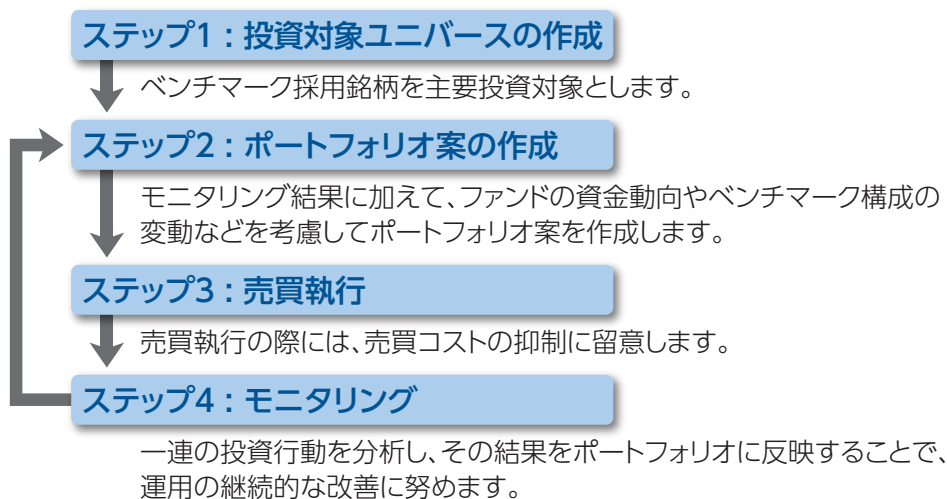 ステップ1：投資対象ユニバースの作成
ベンチマーク採用銘柄を主要投資対象とします。
ステップ2：ポートフォリオ案の作成
モニタリング結果に加えて、ファンドの資金動向やベンチマーク構成の
変動などを考慮してポートフォリオ案を作成します。
ステップ3：売買執行
売買執行の際には、売買コストの抑制に留意します。
ステップ4：モニタリング
一連の投資行動を分析し、その結果をポートフォリオに反映することで、
運用の継続的な改善に努めます。